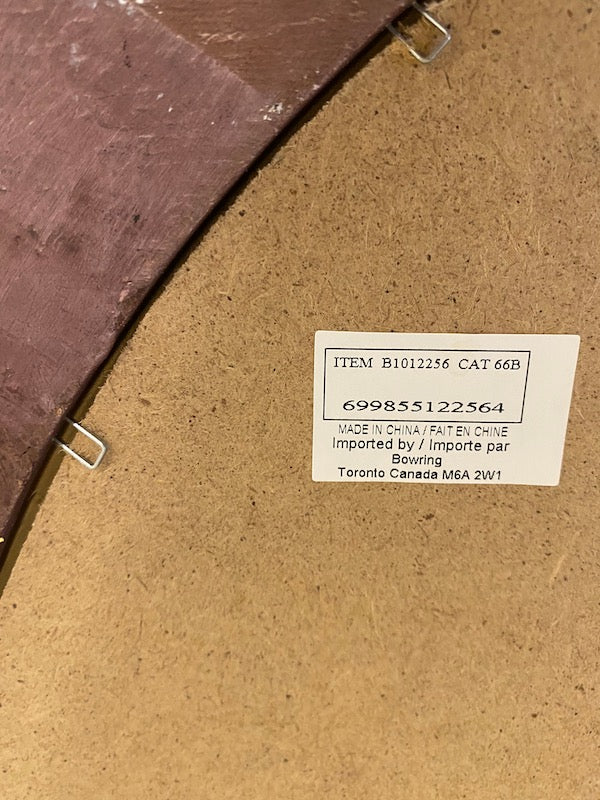 ITEM B1012256 CAT 66B
699855122564
MADE IN CHINA / FAIT EN CHINE
Imported by / Importe par
Bowring
Toronto Canada M6A 2W1